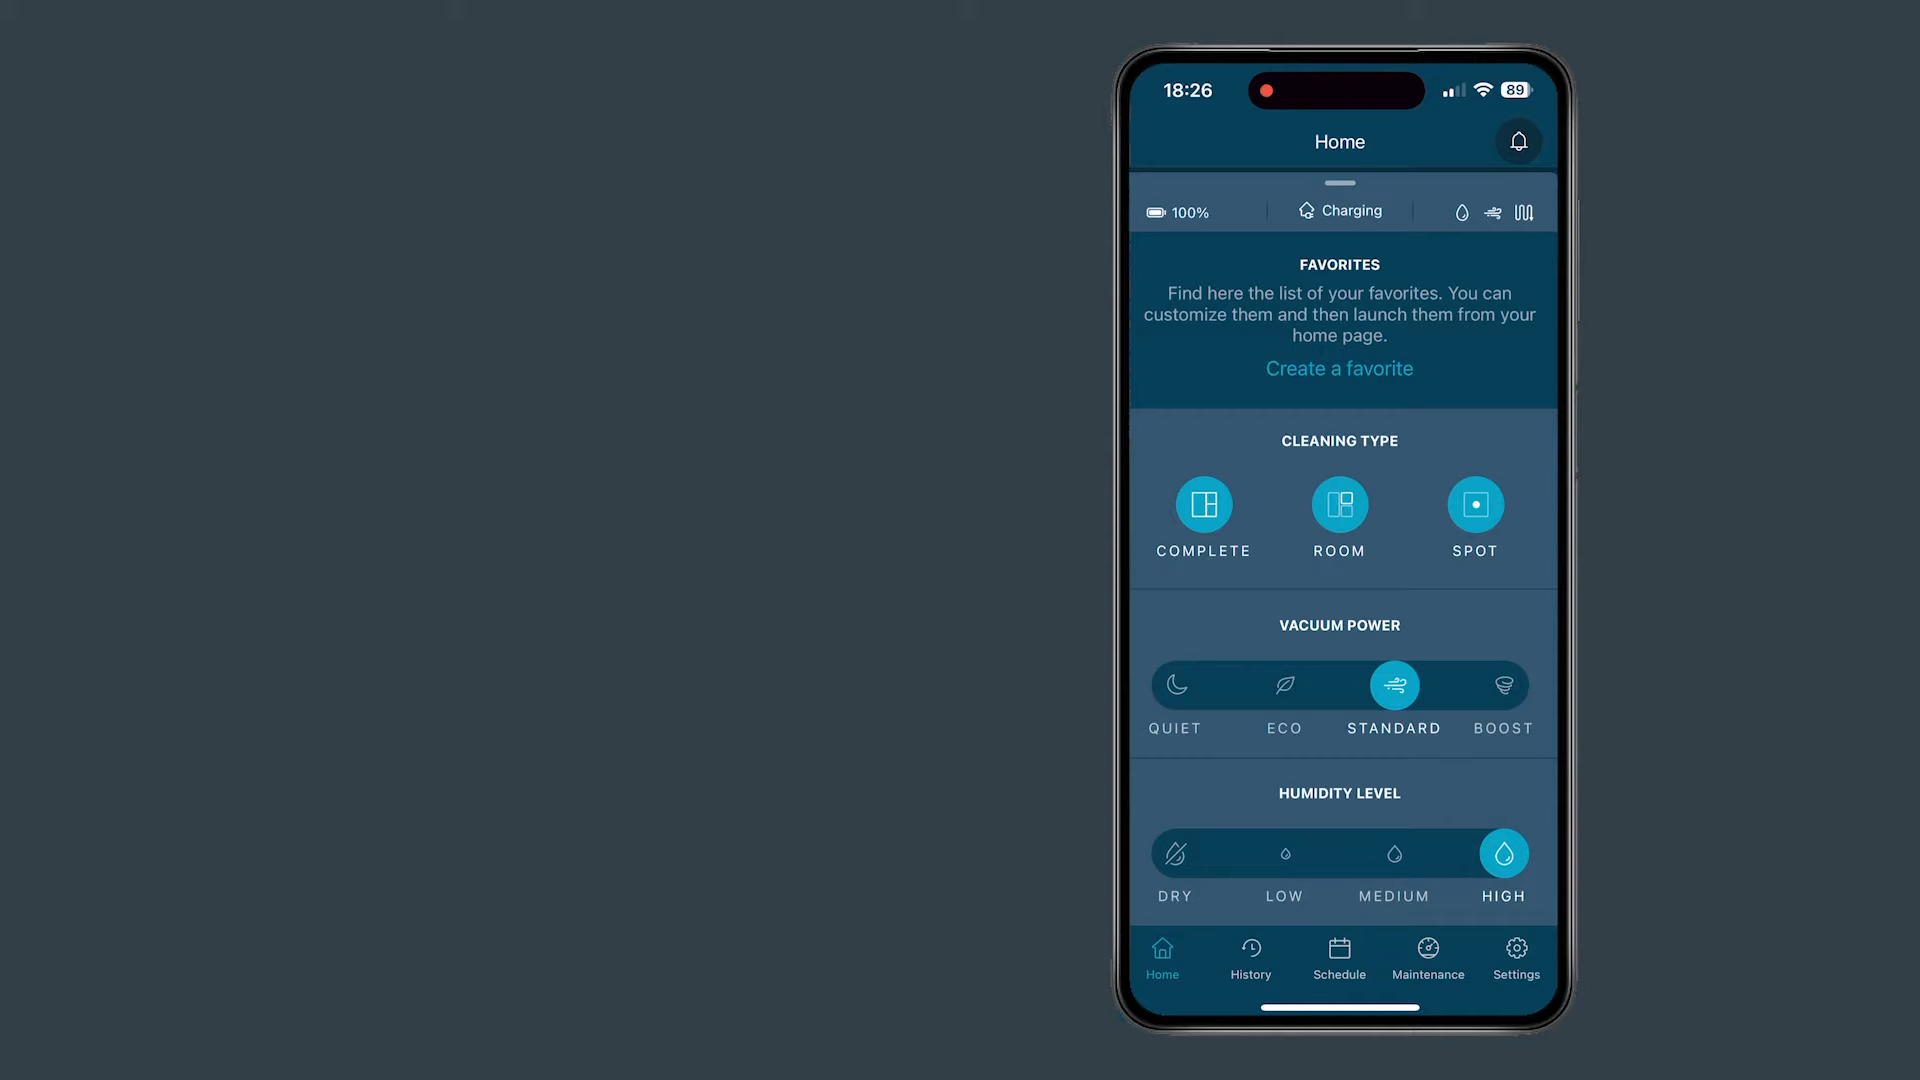 18:26
89
Home
100%
Charging
FAVORITES
Find here the list of your favorites. You can
customize them and then launch them from your
home page.
Create a favorite
CLEANING TYPE
COMPLETE ROOM SPOT
VACUUM POWER
QUIET ECO STANDARD BOOST
HUMIDITY LEVEL
DRY LOW MEDIUM HIGH
Home History Schedule Maintenance Settings